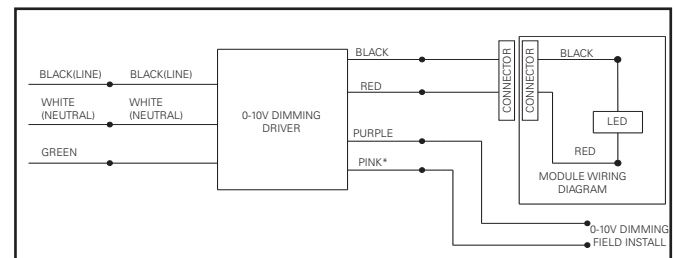 BLACK(LINE)
BLACK(LINE)
WHITE
(NEUTRAL)
WHITE
(NEUTRAL)
GREEN
0-10V DIMMING
DRIVER
BLACK
RED
PURPLE
PINK*
CONNECTOR
CONNECTOR
BLACK
LED
RED
MODULE WIRING
DIAGRAM
0-10V DIMMING
FIELD INSTALL